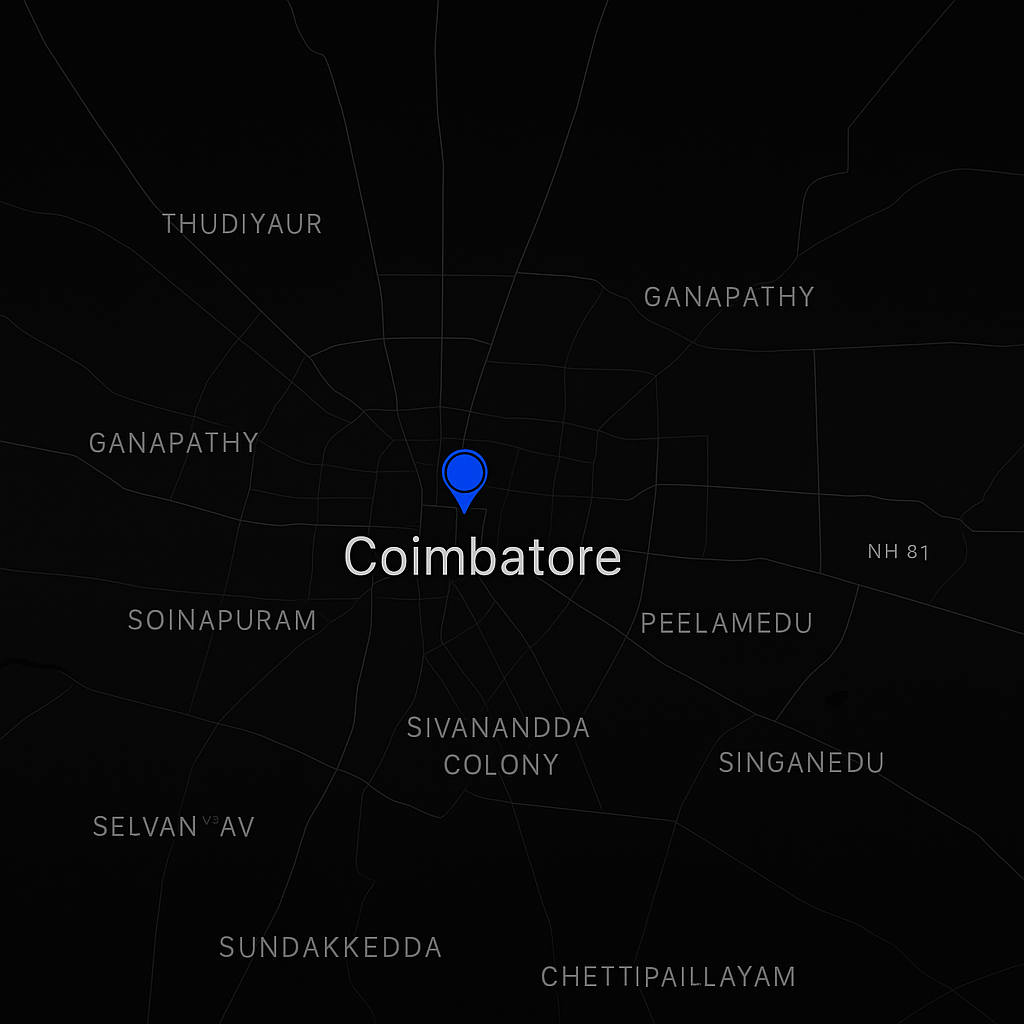 THUDIYAUR
GANAPATHY
GANAPATHY
Coimbatore
NH 81
SOINAPURAM
PEELAMEDU
SIVANANDDA
COLONY
SINGANEDU
SELVAN V3 AV
SUNDAKKEDDA
CHETTIPAILLAYAM